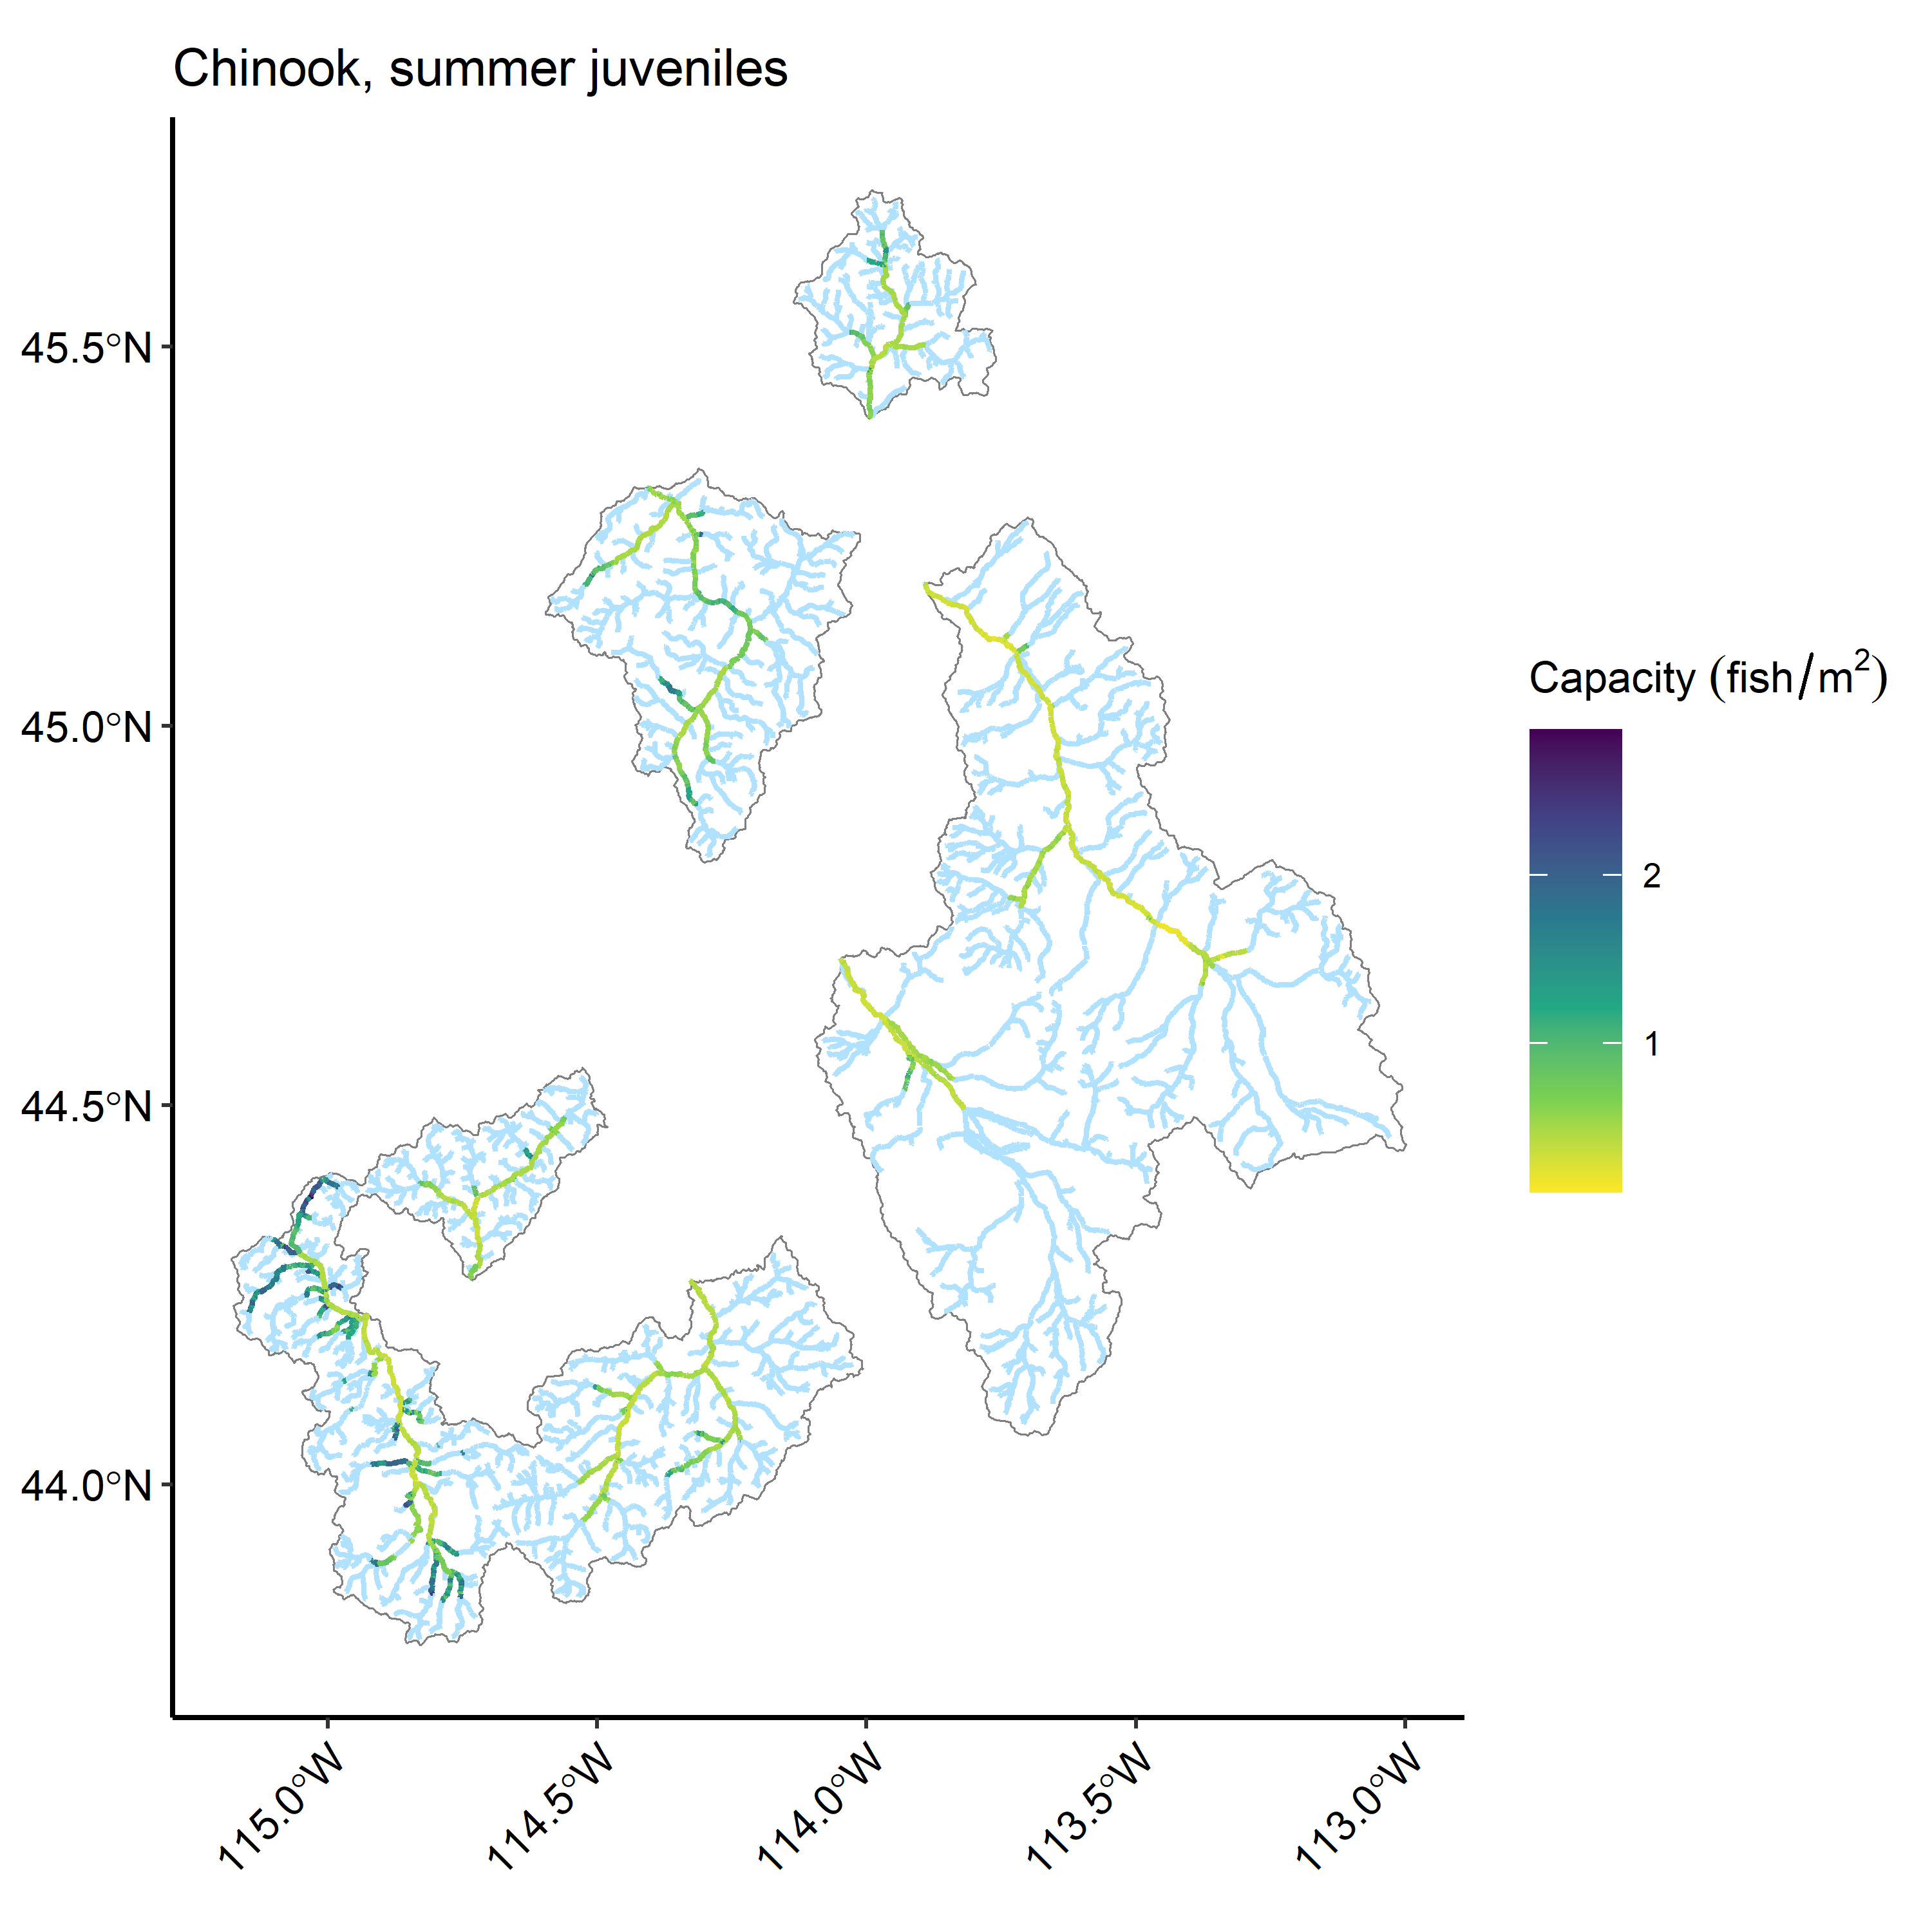 Chinook, summer juveniles
45.5°N
45.0°N
44.5°N
44.0°N
115.0°W
114.5°W
114.0°W
113.5°W
113.0°W
Capacity (fish/m²)
2
1